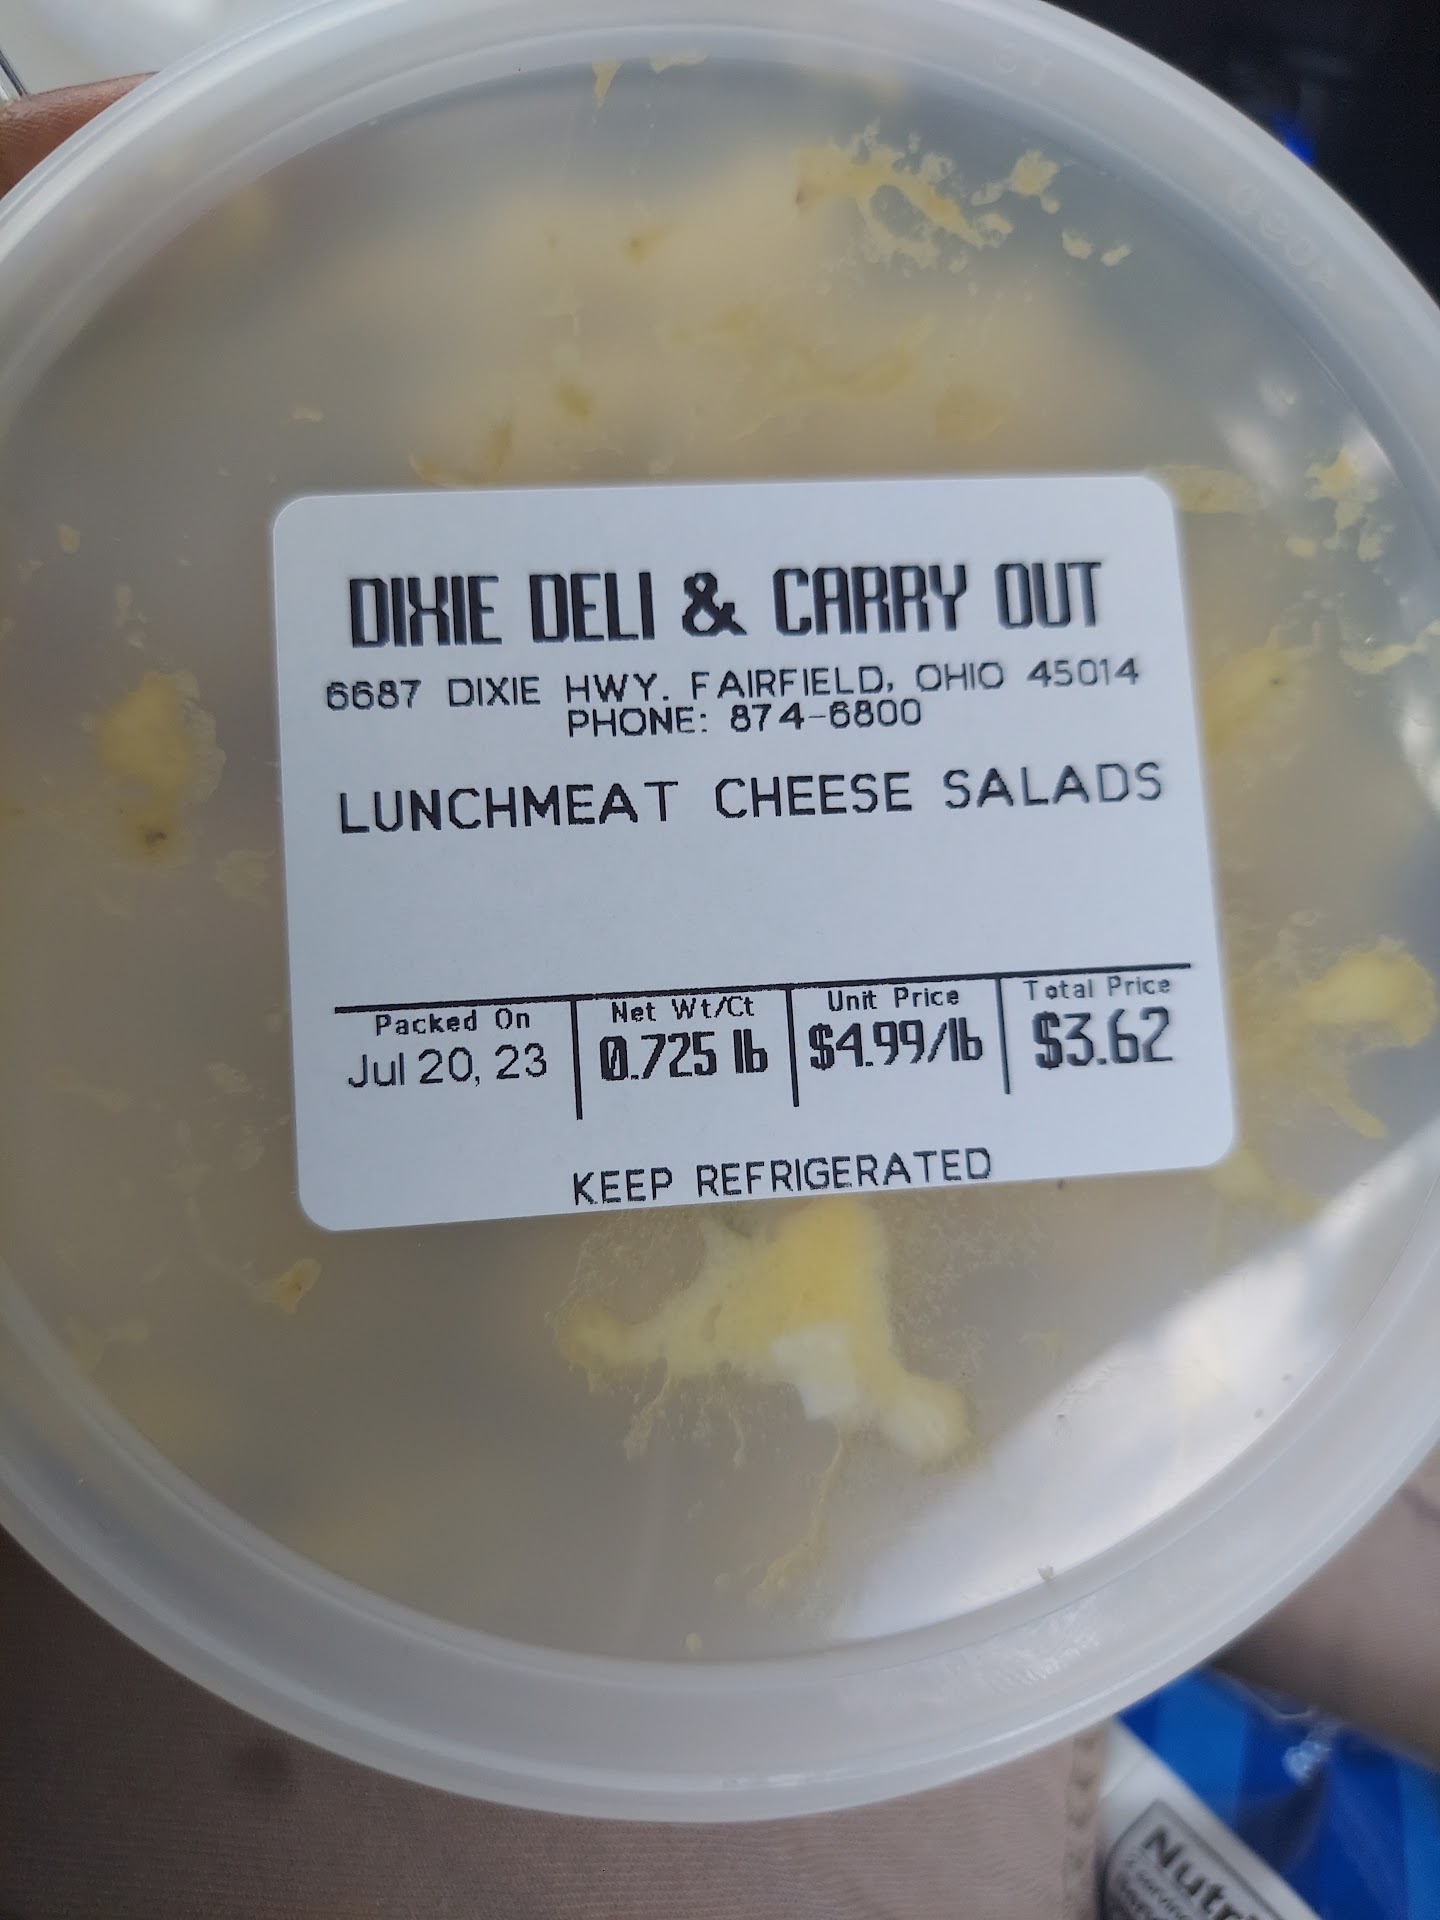 DIXIE DELI & CARRY OUT
6687 DIXIE HWY. FAIRFIELD, OHIO 45014
PHONE: 874-6800
LUNCHMEAT CHEESE SALADS
Packed On Net Wt/Ct Unit Price Total Price
Jul 20, 23 0.725 lb $4.99/lb $3.62
KEEP REFRIGERATED
Nutri